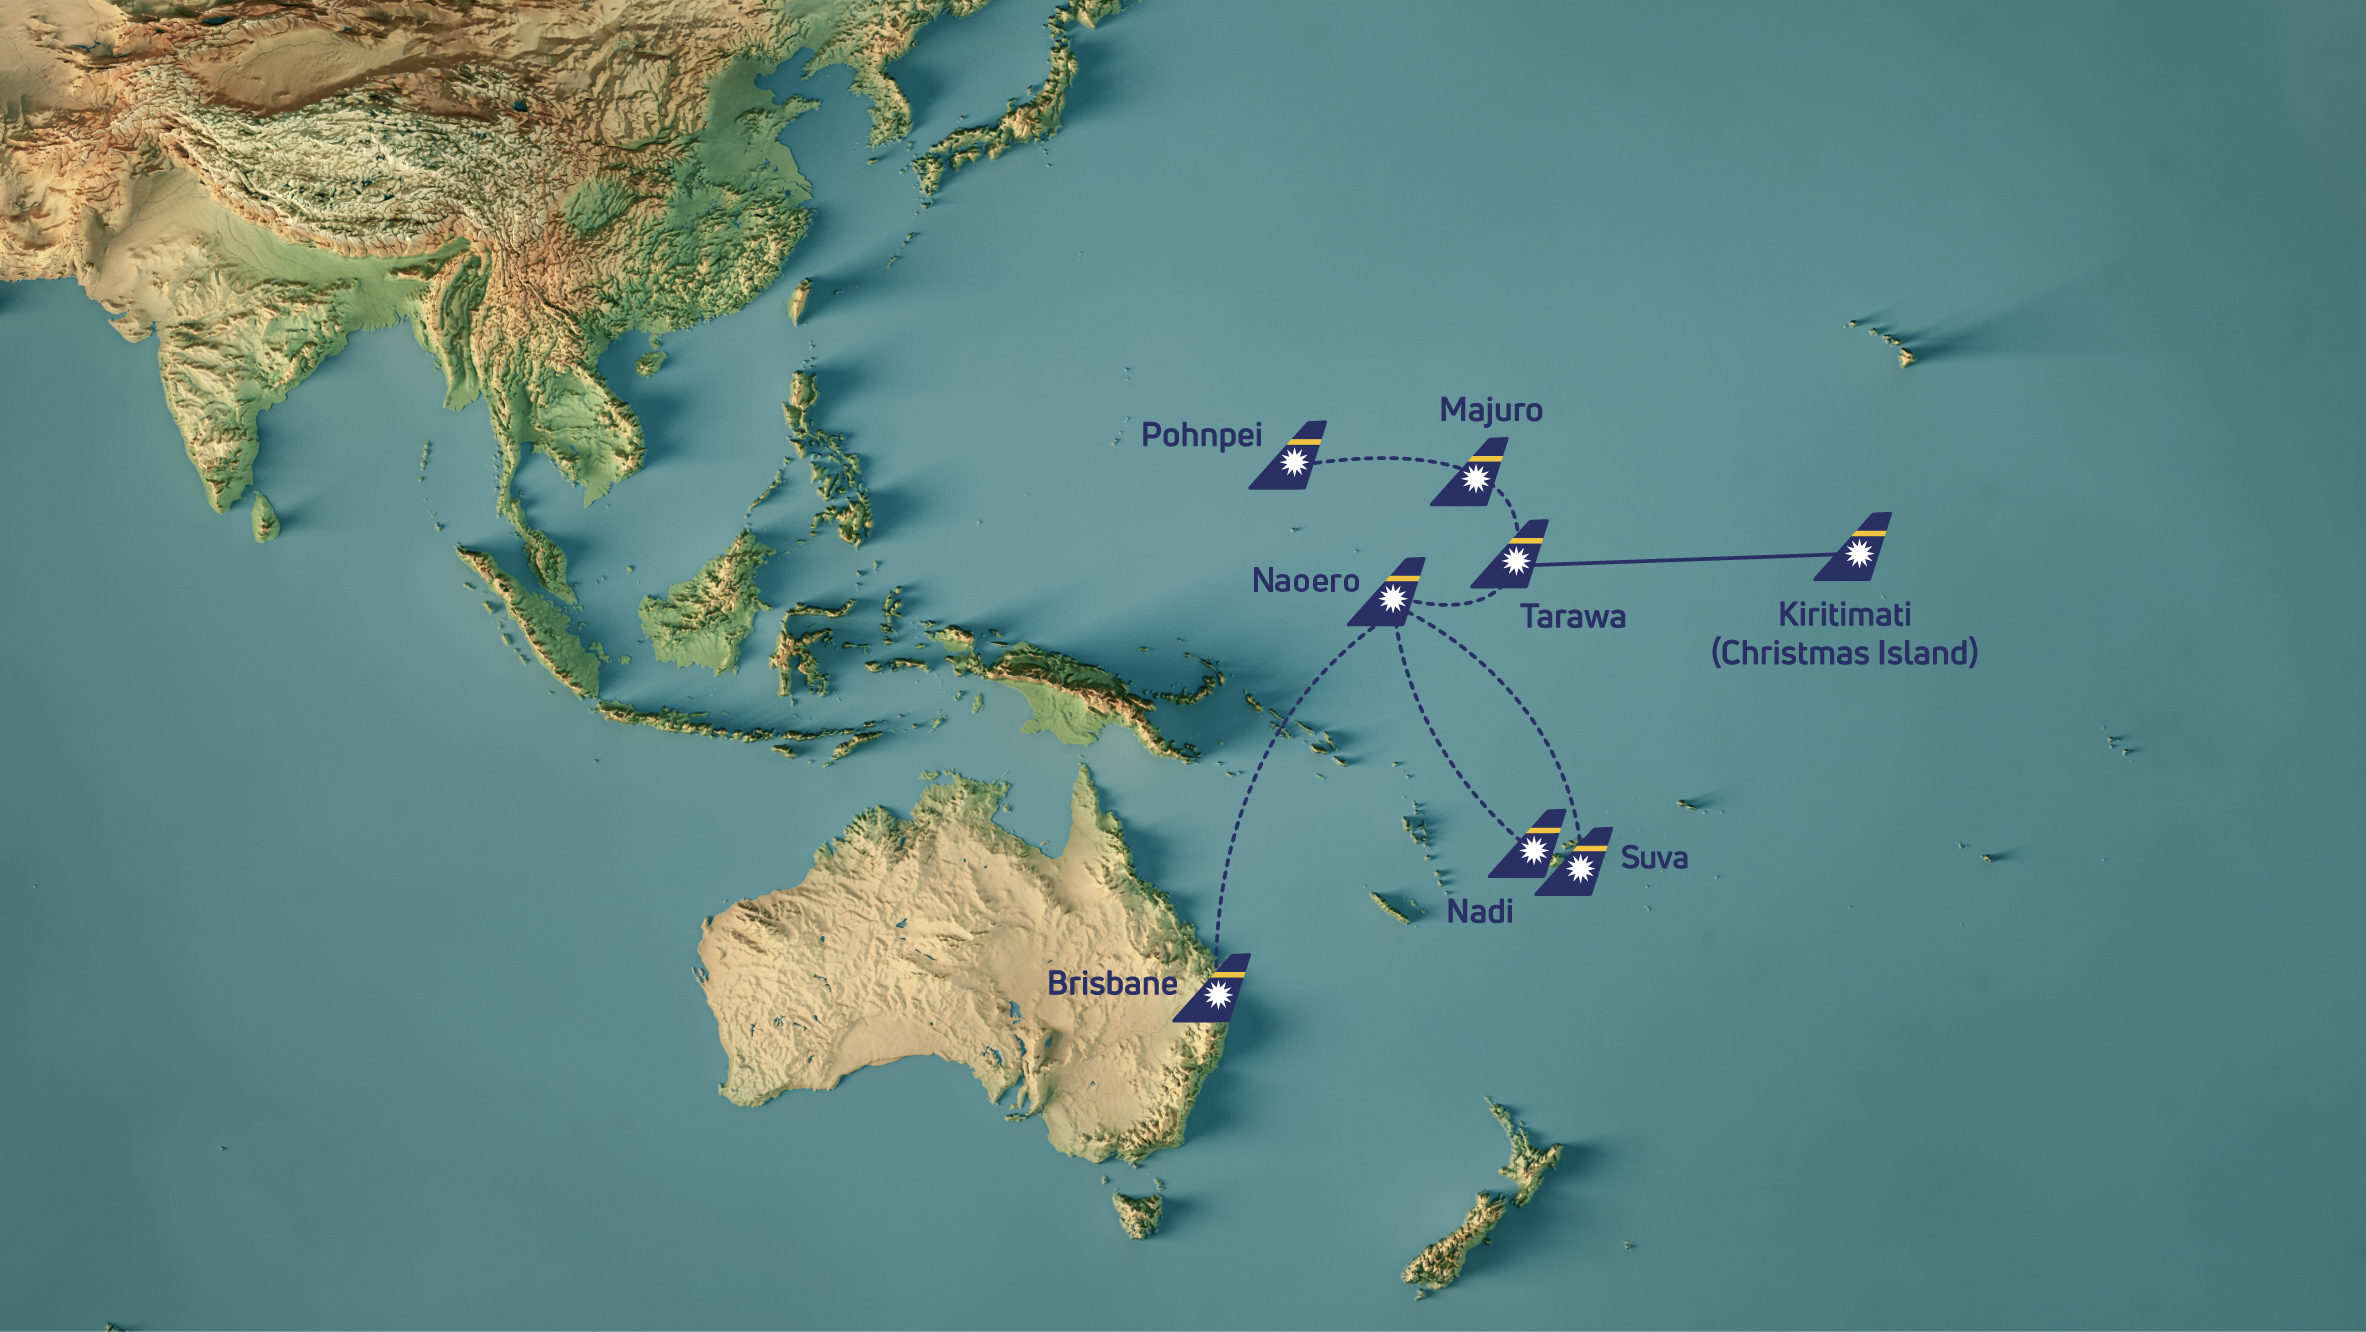 Majuro
Pohnpei
Naoero
Tarawa
Kiritimati
(Christmas Island)
Suva
Nadi
Brisbane